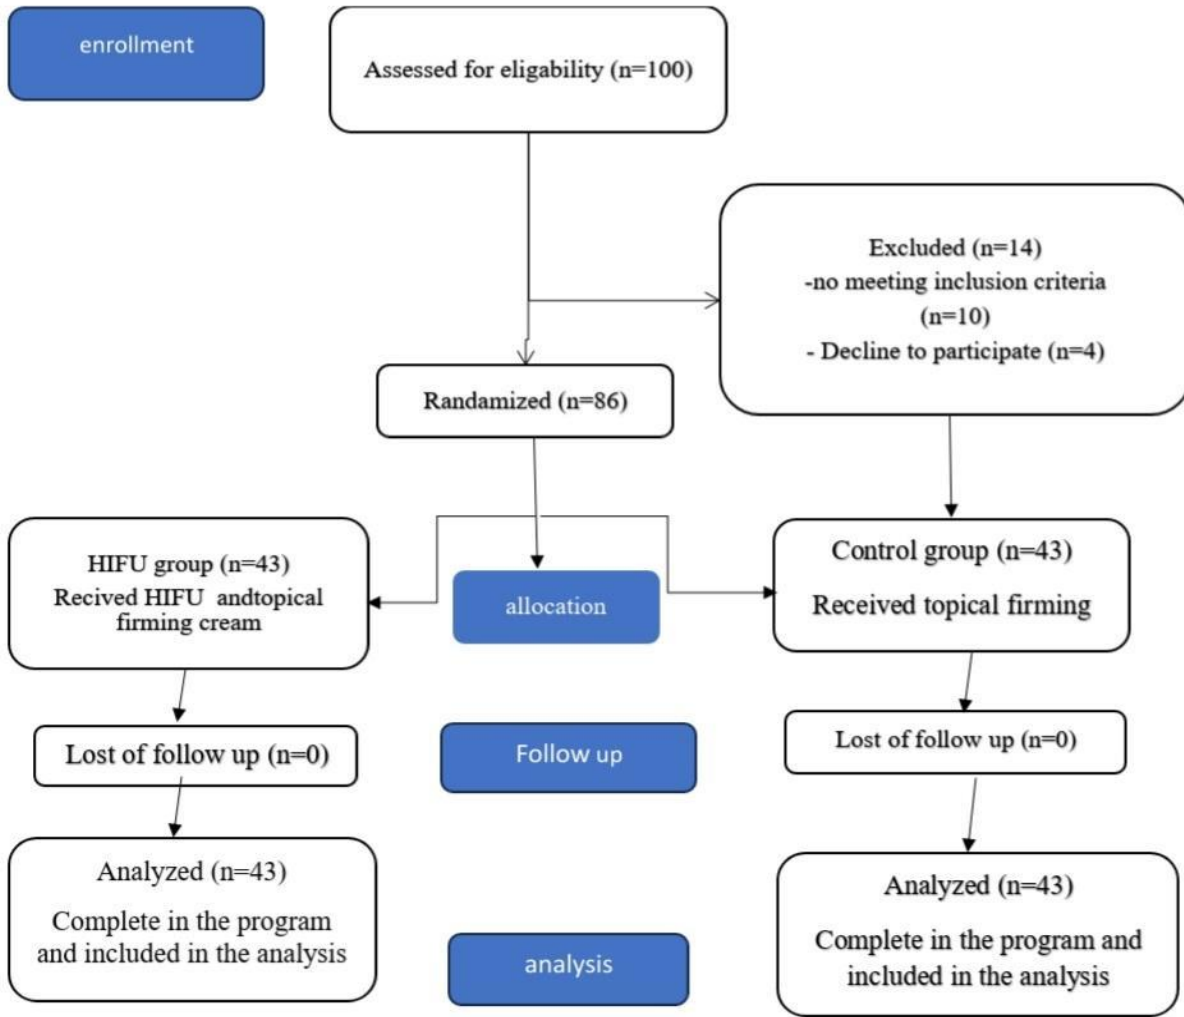 enrollment
Assessed for eligability (n=100)
Excluded (n=14)
-no meeting inclusion criteria
(n=10)
- Decline to participate (n=4)
Randamized (n=86)
HIFU group (n=43)
Recived HIFU andtopical
firming cream
allocation
Control group (n=43)
Received topical firming
Lost of follow up (n=0)
Follow up
Lost of follow up (n=0)
Analyzed (n=43)
Complete in the program
and included in the analysis
analysis
Analyzed (n=43)
Complete in the program and
included in the analysis